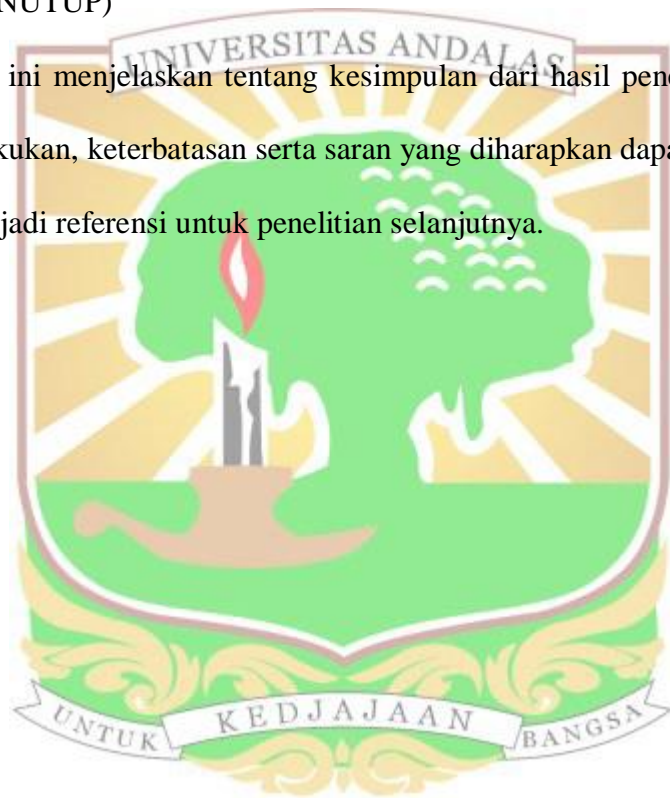 NUTUP)
UNIVERSITAS ANDALAS
ini menjelaskan tentang kesimpulan dari hasil pene
kukan, keterbatasan serta saran yang diharapkan dapa
jadi referensi untuk penelitian selanjutnya.
UNTUK KEDJAJAAN BANGSA